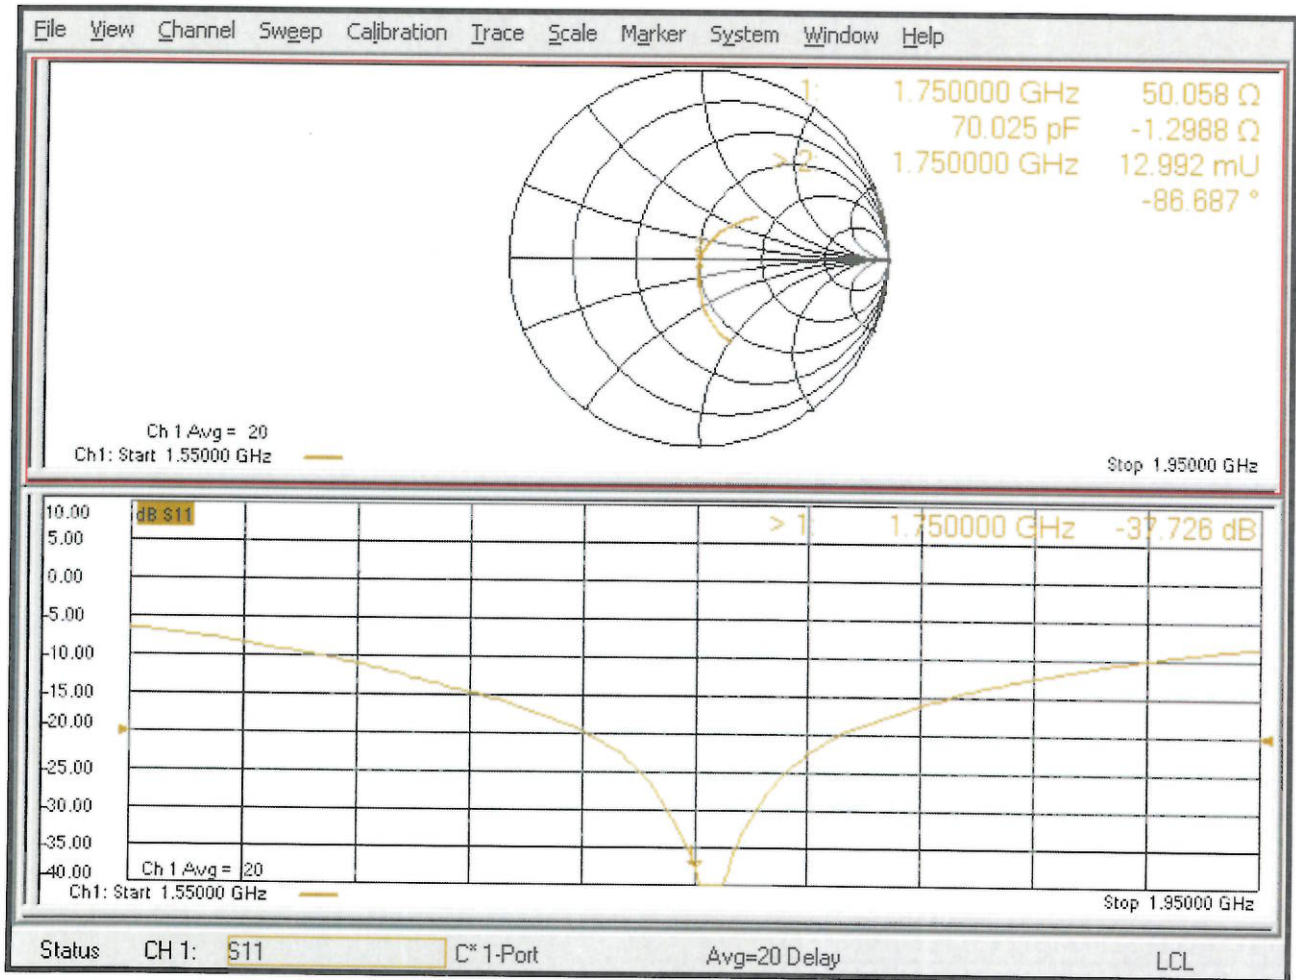 File View Channel Sweep Calibration Trace Scale Marker System Window Help
1: 1.750000 GHz 50.058 Ω
70.025 pF -1.2988 Ω
> 2: 1.750000 GHz 12.992 mU
-86.687 °
Ch 1 Avg = 20
Ch1: Start 1.55000 GHz
Stop 1.95000 GHz
10.00
dB S11
> 1: 1.750000 GHz -37.726 dB
5.00
0.00
-5.00
-10.00
-15.00
-20.00
-25.00
-30.00
-35.00
-40.00
Ch 1 Avg = 20
Ch1: Start 1.55000 GHz
Stop 1.95000 GHz
Status CH 1: S11 C* 1-Port Avg=20 Delay LCL